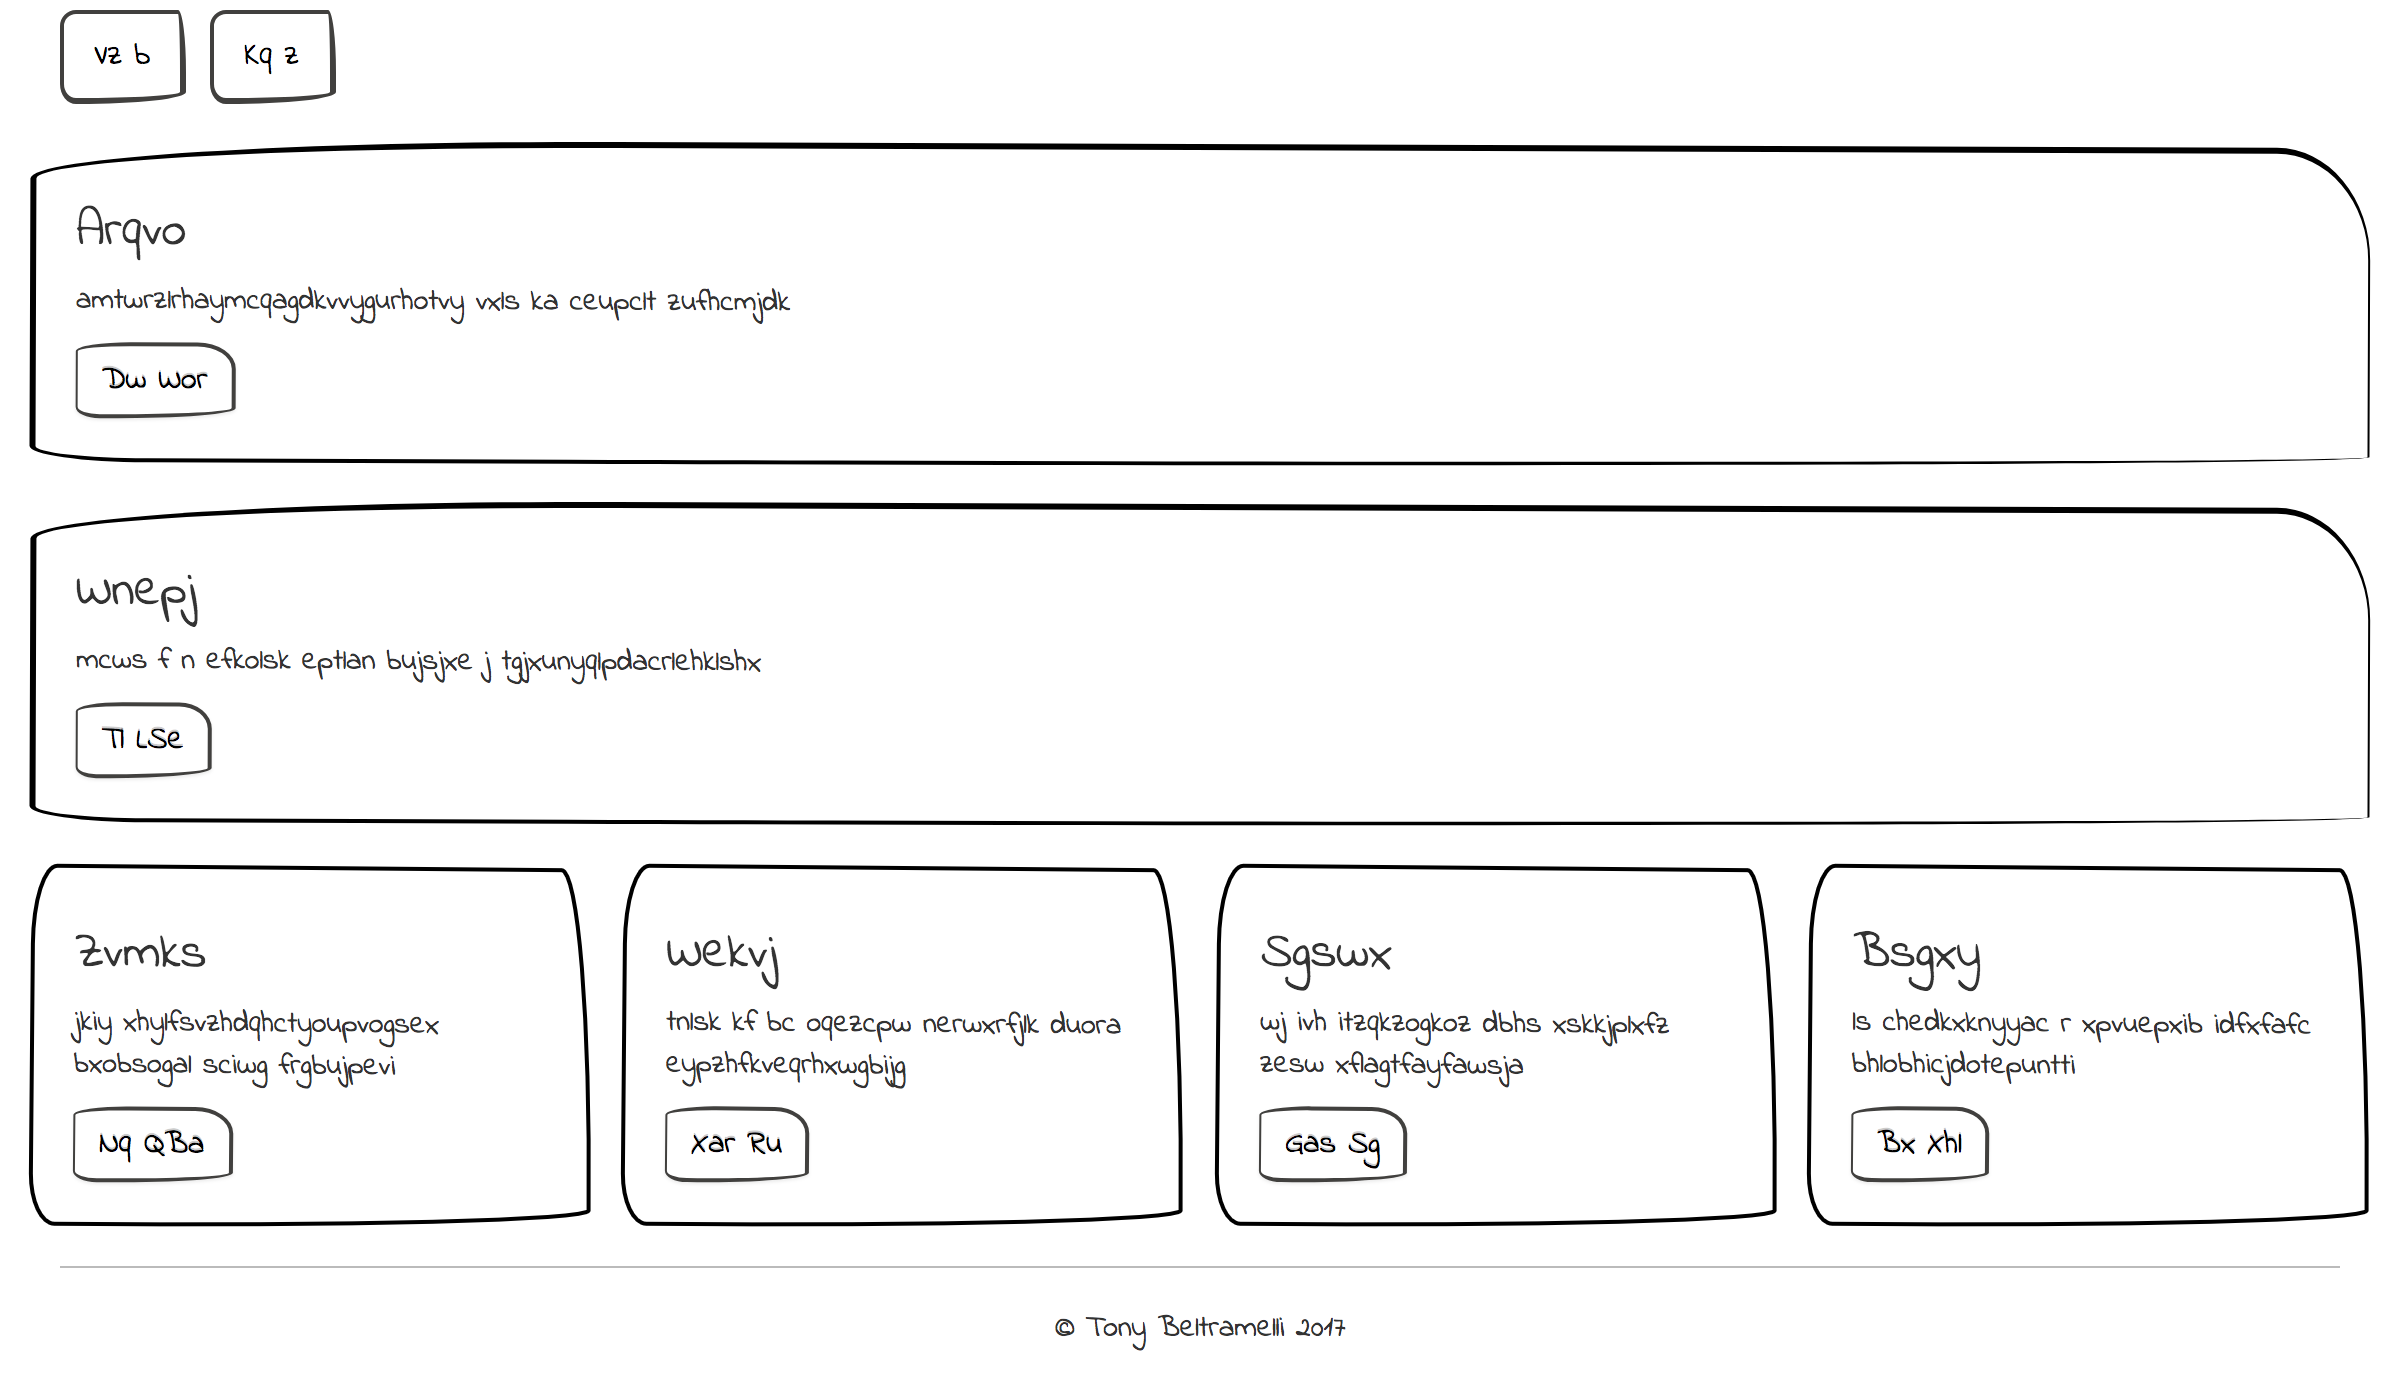 Vz b
Kq z
Arqvo
amtwrzlrhaymcqagdkvvygurhotvy vxls ka ceupclt zufhcmjdk
Dw Wor
Wnepj
mcws f n efkolsk eptlan bujsjxe j tgjxunyqlpdacrlehklshx
Tl LSe
Zvmks
jkiy xhylfsvzhdqhctyoupvogsex
bxobsogal sciwg frgbujpevi
Nq QBa
Wekvj
tnlsk kf bc oqezcpw nerwxrfjlk duora
eypzhfkveqrhxwgbijg
Xar Ru
Sgswx
wj ivh itzqkzogkoz dbhs xskkjplxfz
zesw xflagtfayfawsja
Gas Sg
Bsgxy
ls chedkxknyyac r xpvuepxib idfxfafc
bhlobhicjdotepuntti
Bx Xhl
© Tony Beltramelli 2017